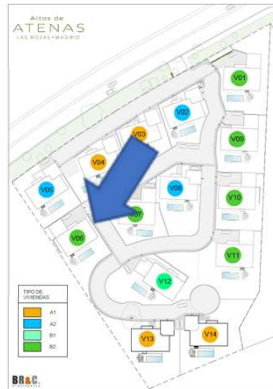 Altos de
ATENAS
LAS ROZAS • MADRID
V01
V02
V03
V09
V04
V05
V08
V10
V07
V06
V11
V12
V13
V14
TIPO DE
VIVIENDAS
A1
A2
B1
B2
BR&C.